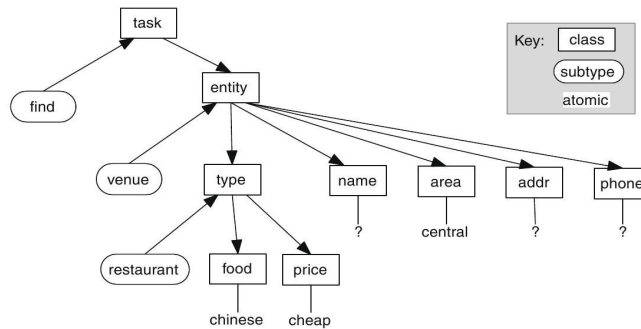 task
Key: class
find
entity
subtype
atomic
venue
type
name
area
addr
phone
?
central
?
?
restaurant
food
price
chinese
cheap